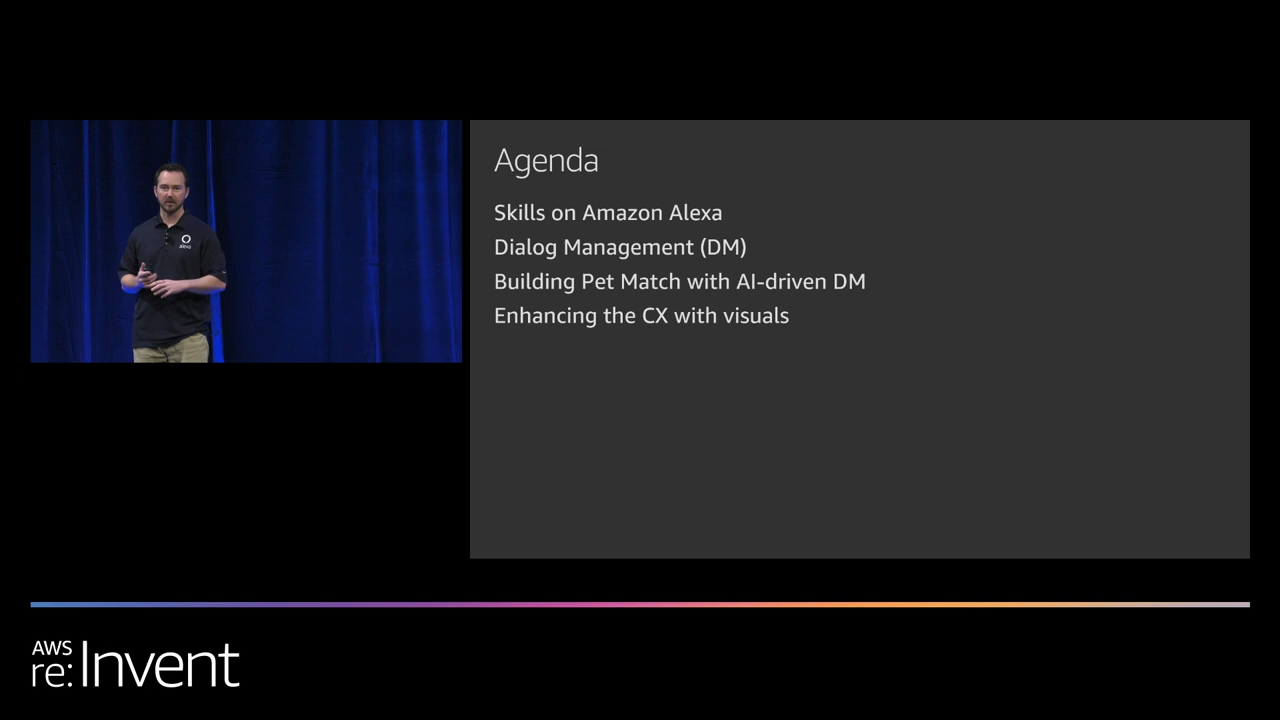 Agenda
Skills on Amazon Alexa
Dialog Management (DM)
Building Pet Match with AI-driven DM
Enhancing the CX with visuals
alexa
AWS
re:Invent